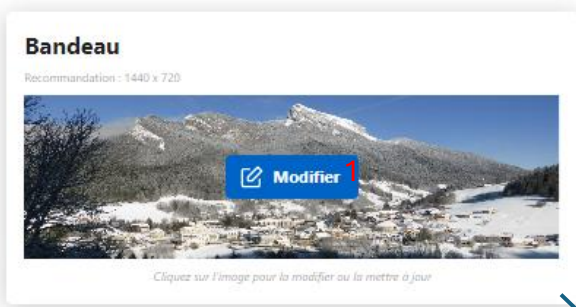 Bandeau
Recommandation : 1440 x 720
Modifier 1
Cliquez sur l'image pour la modifier ou la mettre à jour